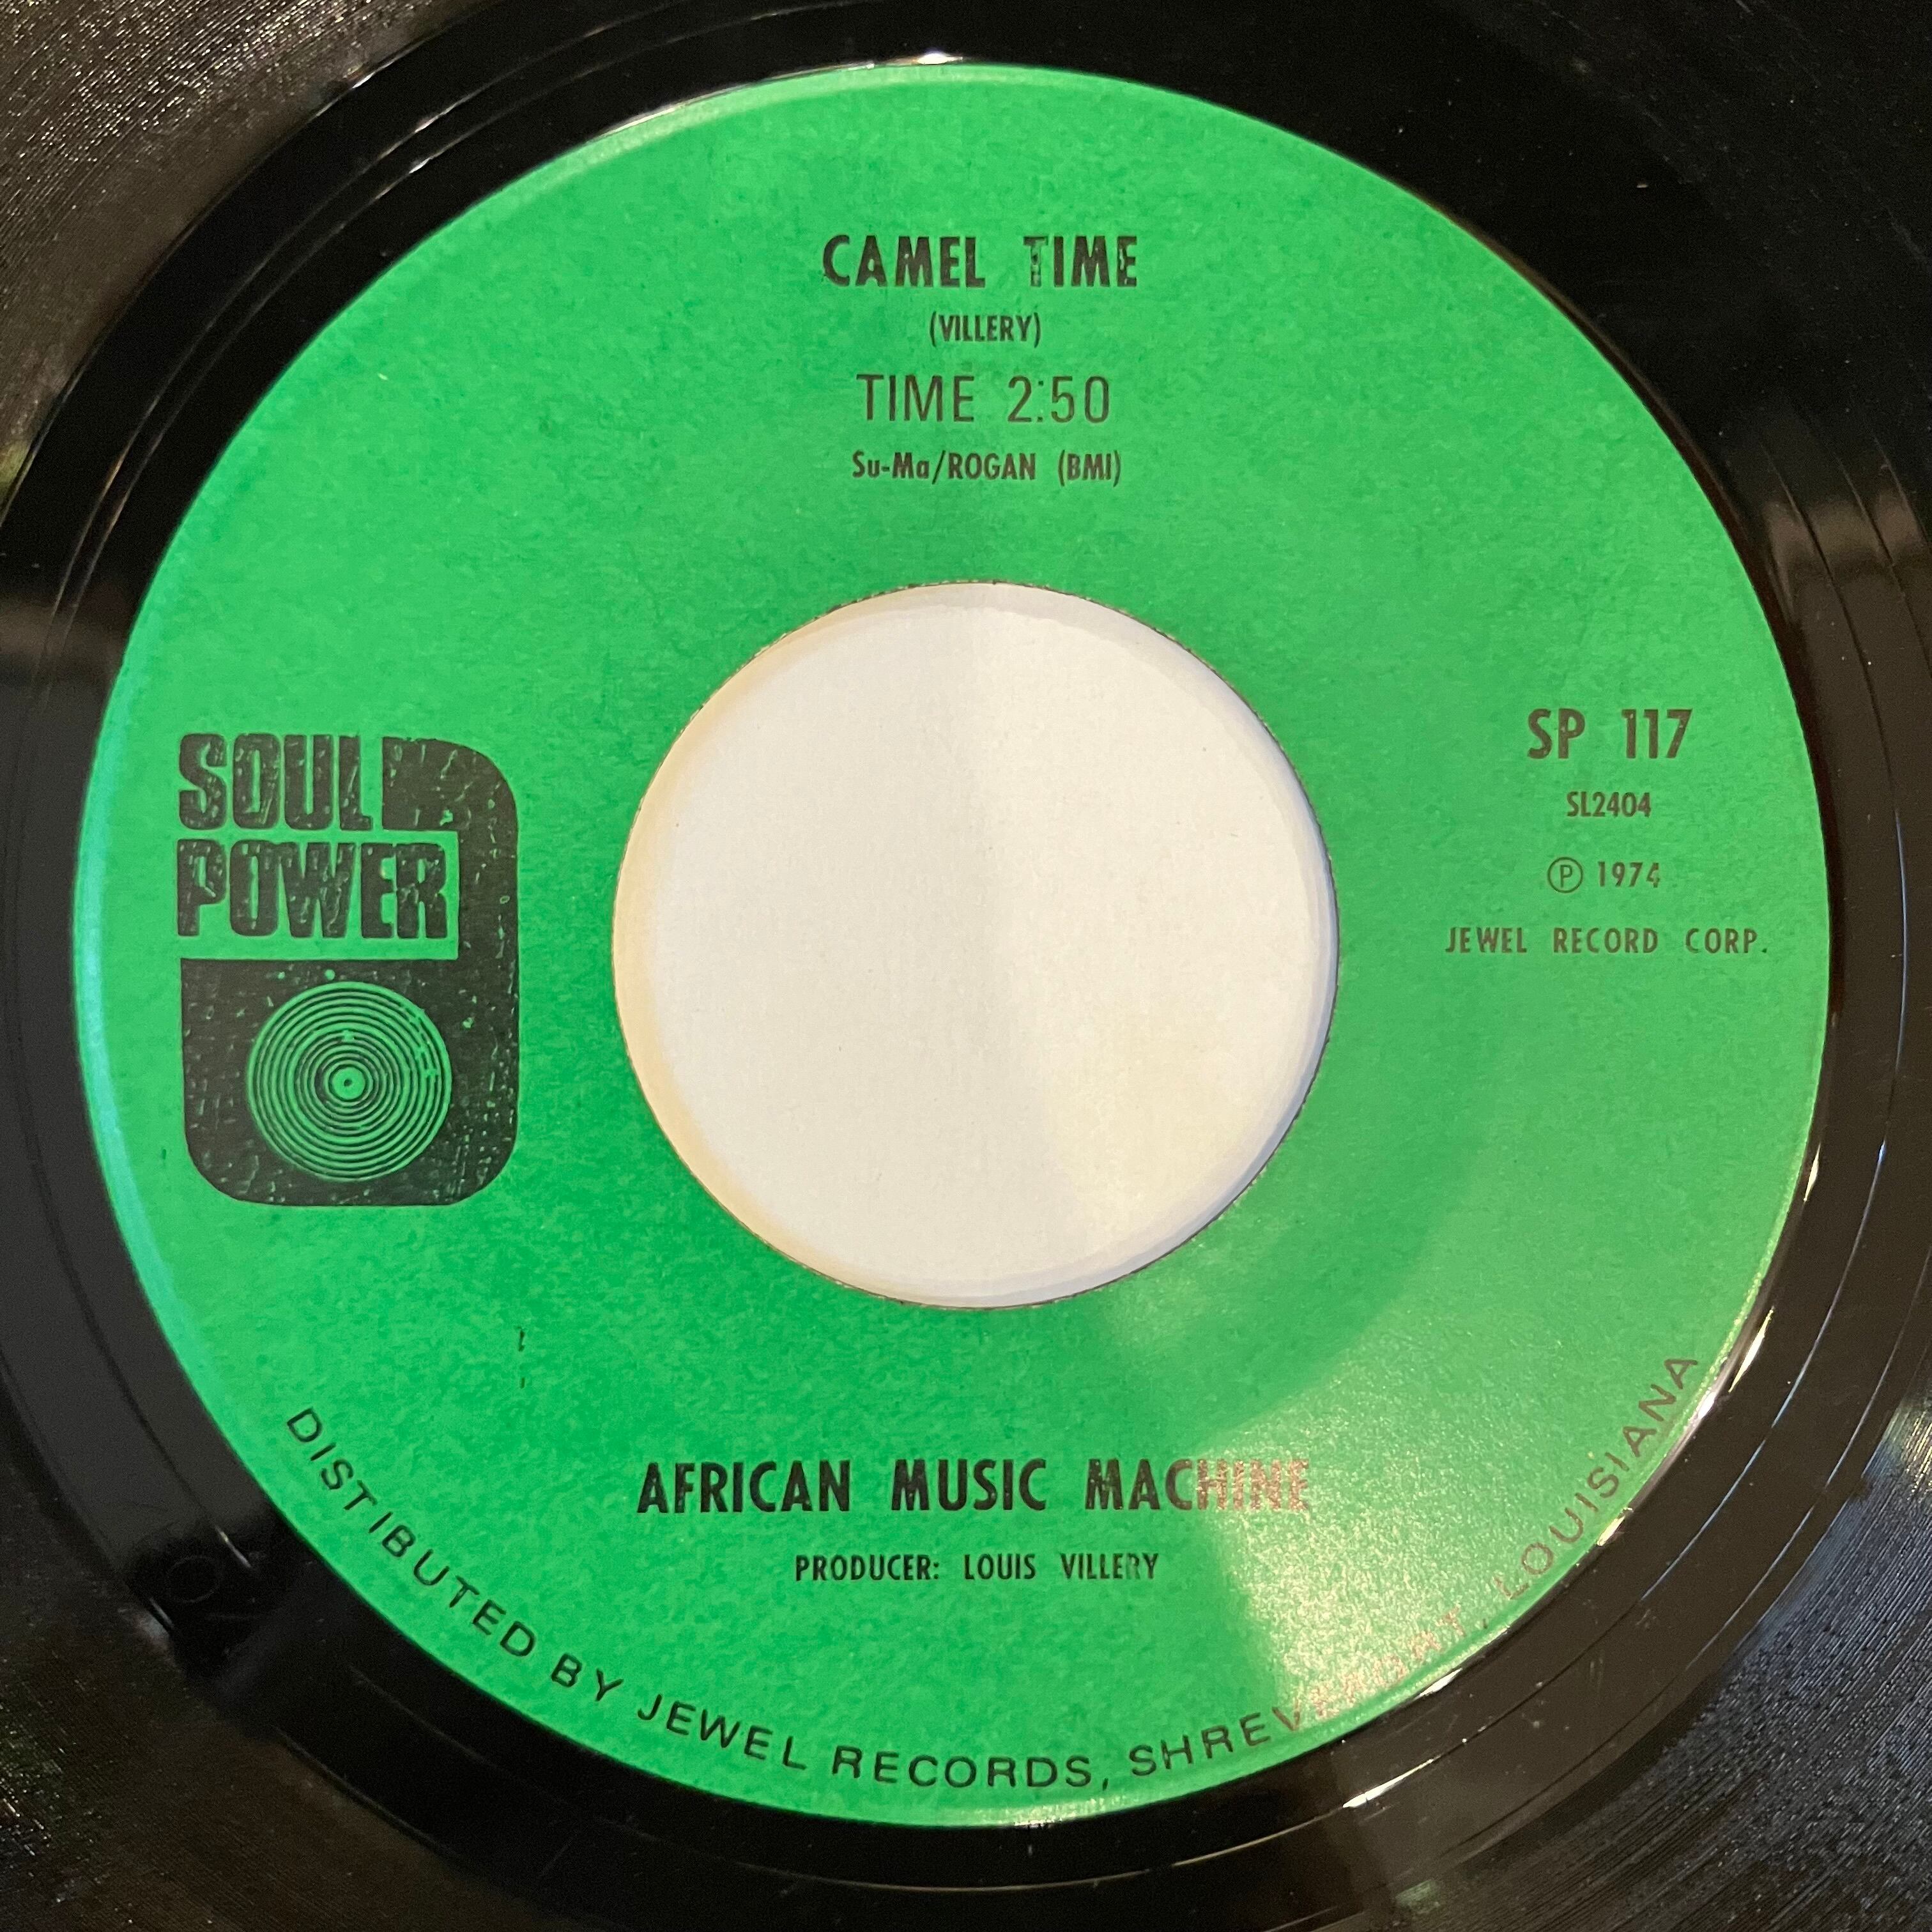 CAMEL TIME
(VILLERY)
TIME 2:50
Su-Ma/ROGAN (BMI)
SOUL
POWER
SP 117
SL2404
Ⓟ 1974
JEWEL RECORD CORP.
AFRICAN MUSIC MACHINE
PRODUCER: LOUIS VILLERY
DISTRIBUTED BY JEWEL RECORDS, SHREVEPORT, LOUISIANA